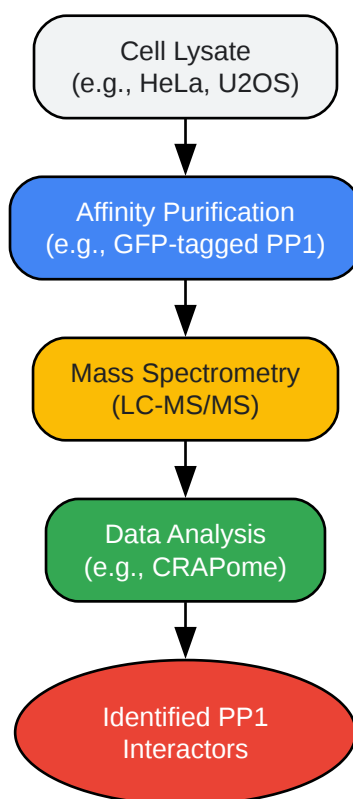 Cell Lysate
(e.g., HeLa, U2OS)
Affinity Purification
(e.g., GFP-tagged PP1)
Mass Spectrometry
(LC-MS/MS)
Data Analysis
(e.g., CRAPome)
Identified PP1
Interactors